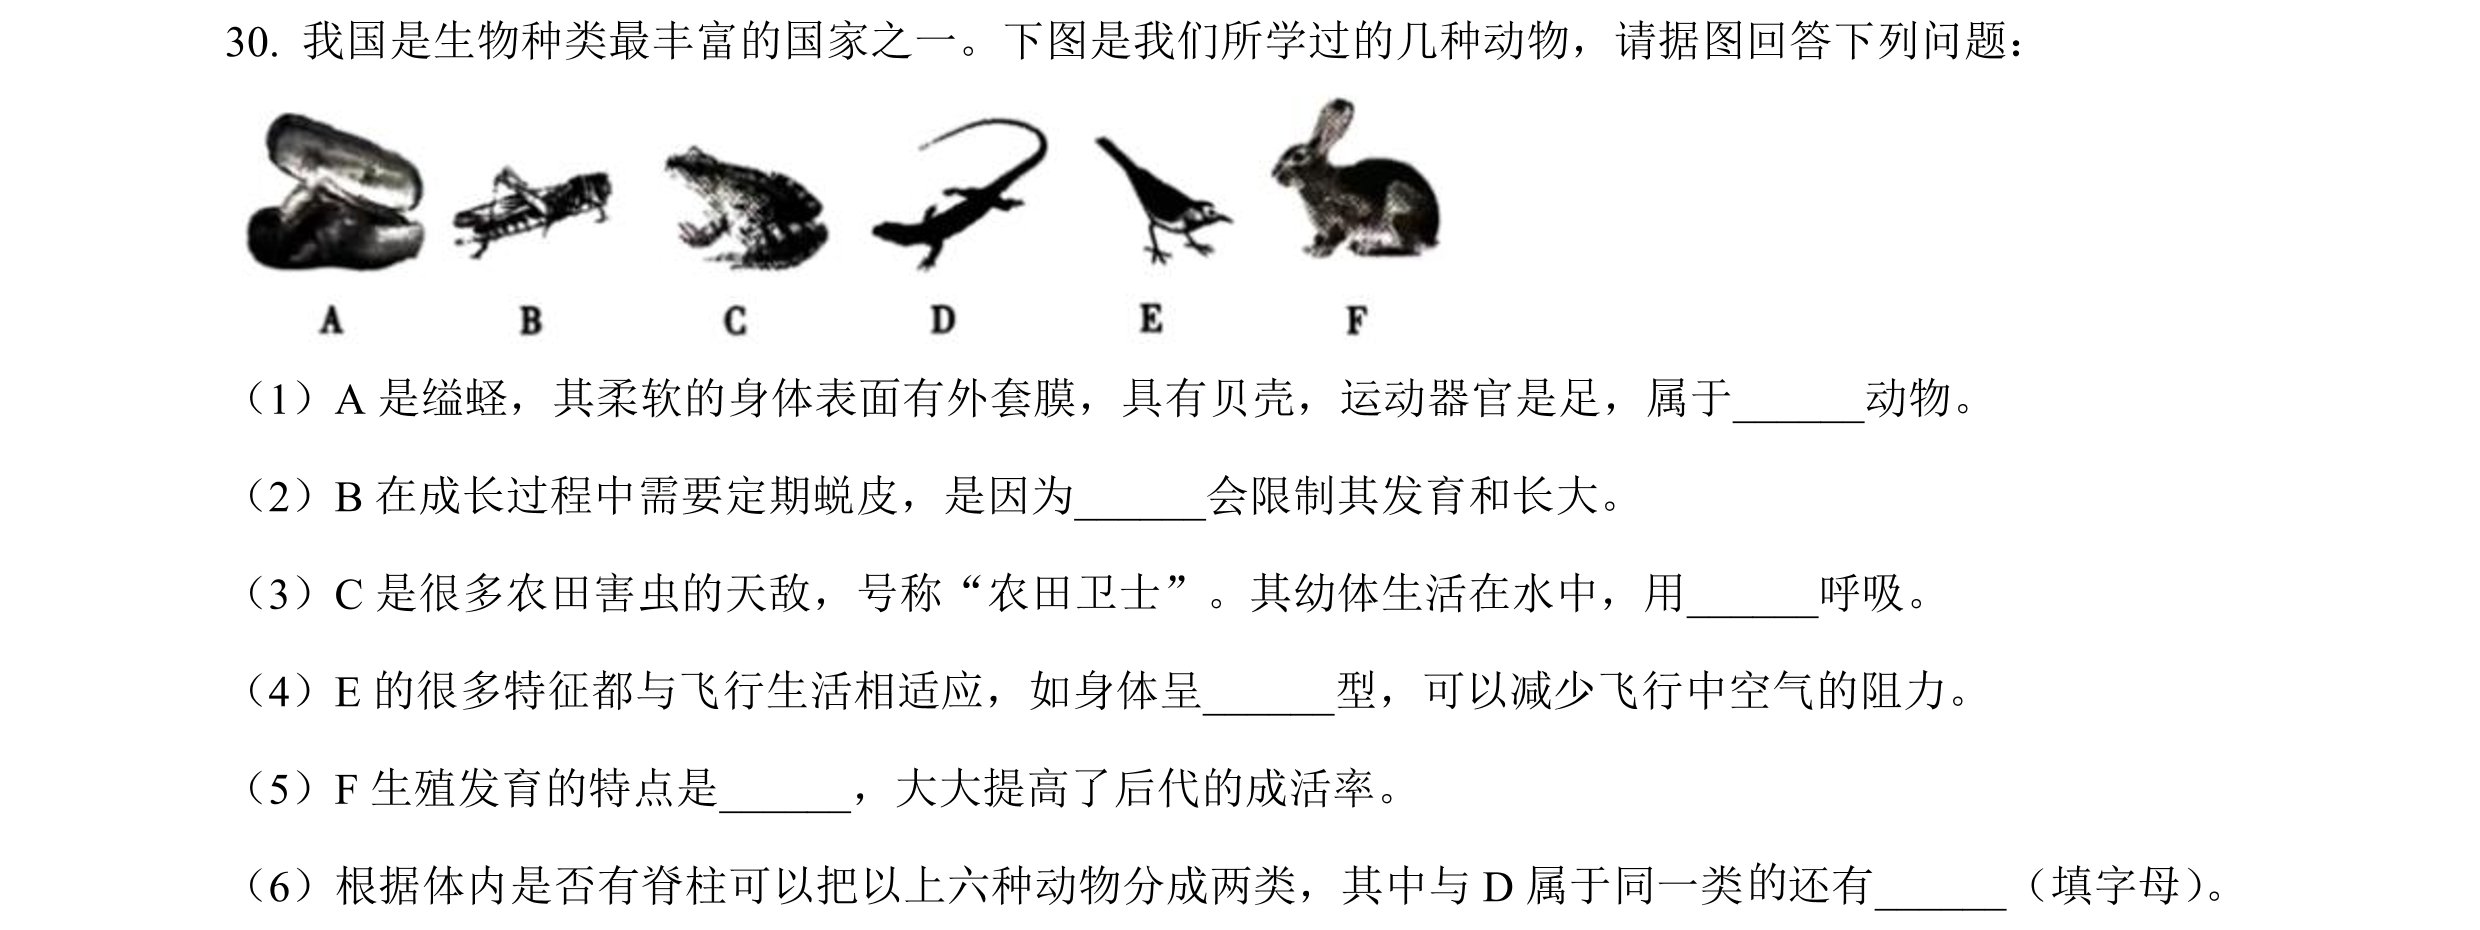 30. 我国是生物种类最丰富的国家之一。下图是我们所学过的几种动物，请据图回答下列问题：
A B C D E F
（1）A 是缢蛏，其柔软的身体表面有外套膜，具有贝壳，运动器官是足，属于______动物。
（2）B 在成长过程中需要定期蜕皮，是因为______会限制其发育和长大。
（3）C 是很多农田害虫的天敌，号称“农田卫士”。其幼体生活在水中，用______呼吸。
（4）E 的很多特征都与飞行生活相适应，如身体呈______型，可以减少飞行中空气的阻力。
（5）F 生殖发育的特点是______，大大提高了后代的成活率。
（6）根据体内是否有脊柱可以把以上六种动物分成两类，其中与 D 属于同一类的还有______（填字母）。